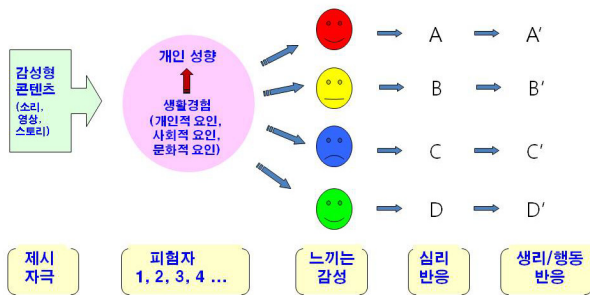 감성형
콘텐츠
(소리,
영상,
스토리)
개인 성향
생활경험
(개인적 요인,
사회적 요인,
문화적 요인)
A A′
B B′
C C′
D D′
제시
자극
피험자
1, 2, 3, 4 ...
느끼는
감성
심리
반응
생리/행동
반응